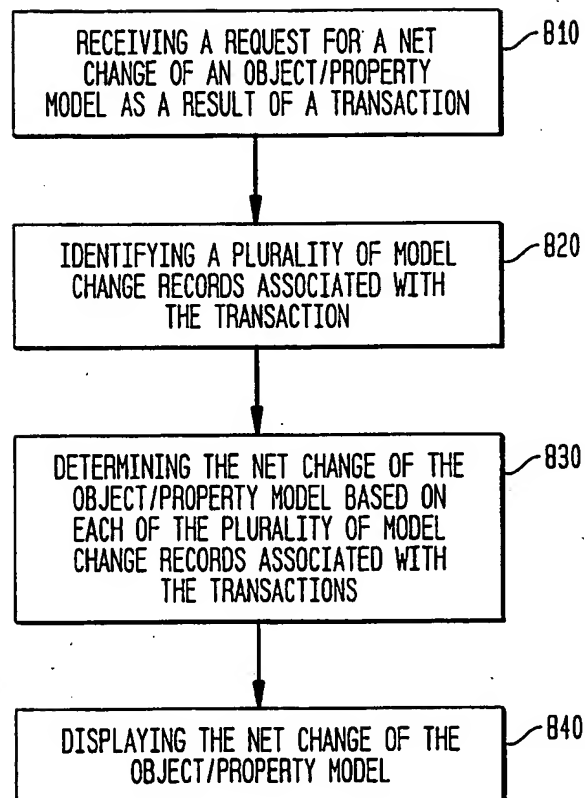 RECEIVING A REQUEST FOR A NET
CHANGE OF AN OBJECT/PROPERTY
MODEL AS A RESULT OF A TRANSACTION
810
IDENTIFYING A PLURALITY OF MODEL
CHANGE RECORDS ASSOCIATED WITH
THE TRANSACTION
820
DETERMINING THE NET CHANGE OF THE
OBJECT/PROPERTY MODEL BASED ON
EACH OF THE PLURALITY OF MODEL
CHANGE RECORDS ASSOCIATED WITH
THE TRANSACTIONS
830
DISPLAYING THE NET CHANGE OF THE
OBJECT/PROPERTY MODEL
840